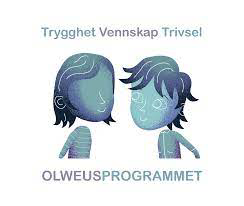 Trygghet Vennskap Trivsel
OLWEUSPROGRAMMET